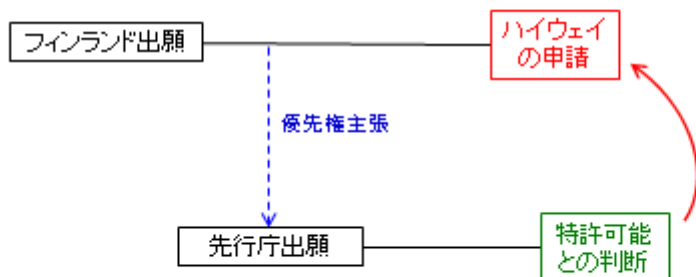 フィンランド出願
ハイウェイ
の申請
優先権主張
先行庁出願
特許可能
との判断